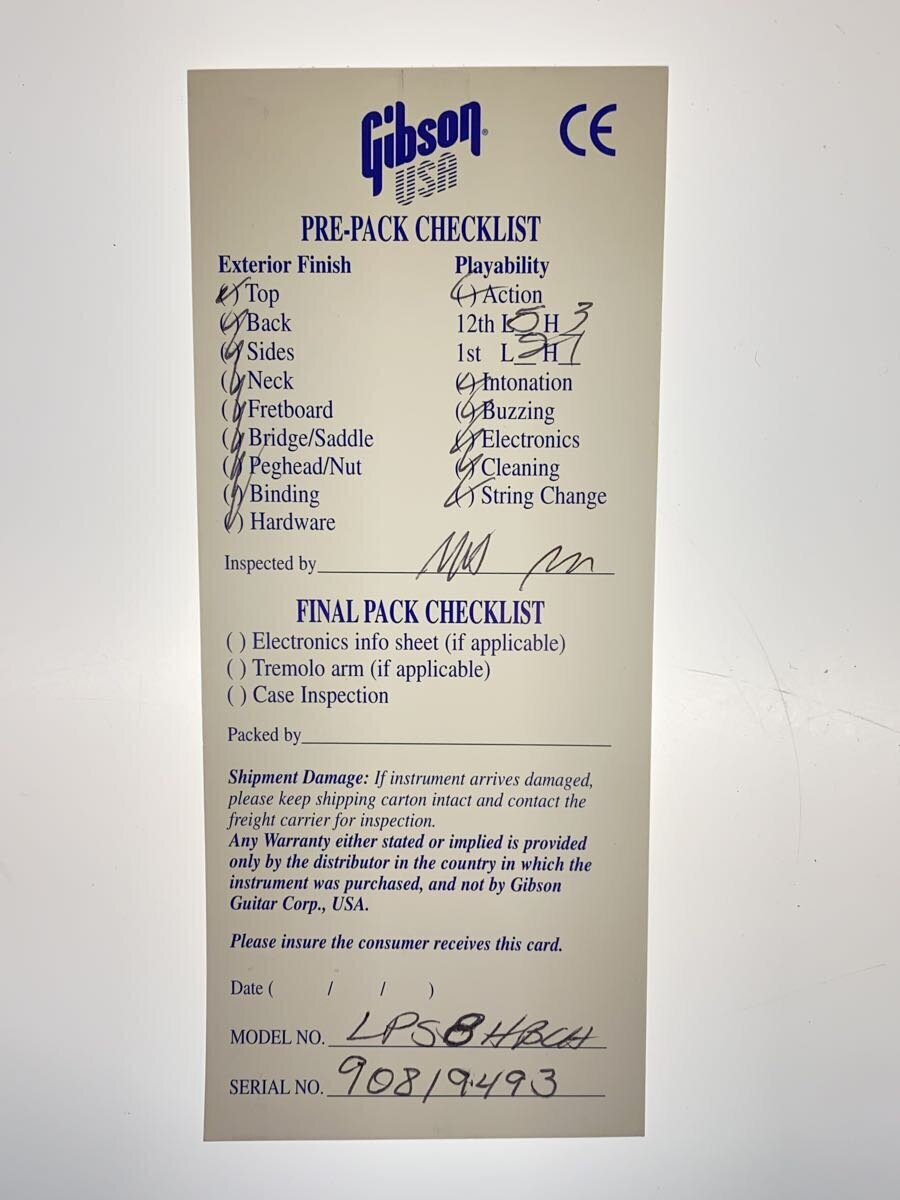 Gibson®
USA
CE
PRE-PACK CHECKLIST
Exterior Finish
(✓) Top
(✓) Back
(✓) Sides
(✓) Neck
(✓) Fretboard
(✓) Bridge/Saddle
(✓) Peghead/Nut
(✓) Binding
(✓) Hardware
Playability
(✓) Action
12th L 5 H 3
1st L 2 H 1
(✓) Intonation
(✓) Buzzing
(✓) Electronics
(✓) Cleaning
(✓) String Change
Inspected by
FINAL PACK CHECKLIST
( ) Electronics info sheet (if applicable)
( ) Tremolo arm (if applicable)
( ) Case Inspection
Packed by
Shipment Damage: If instrument arrives damaged,
please keep shipping carton intact and contact the
freight carrier for inspection.
Any Warranty either stated or implied is provided
only by the distributor in the country in which the
instrument was purchased, and not by Gibson
Guitar Corp., USA.
Please insure the consumer receives this card.
Date ( / / )
MODEL NO. LPS8HBCH
SERIAL NO. 90819493